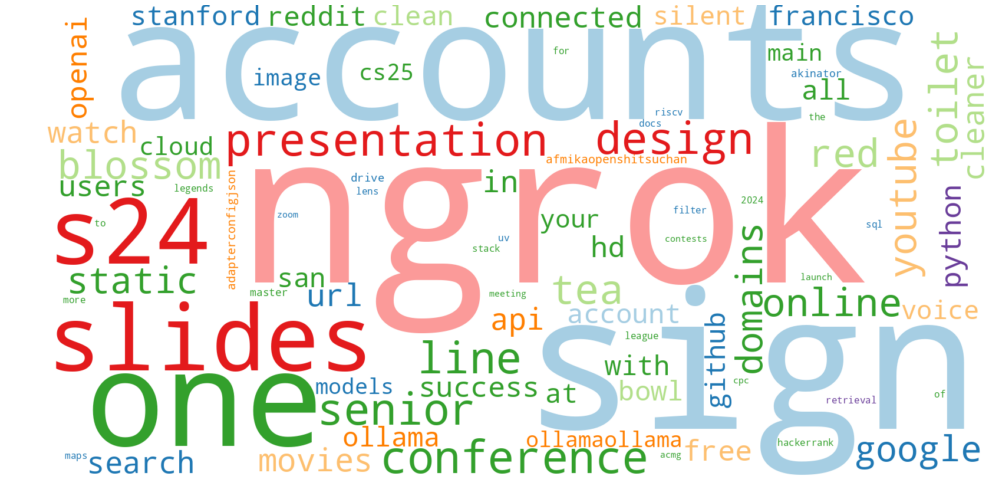 stanford
reddit
clean
connected
silent
francisco
openai
accounts
for
main
image
cs25
akinator
all
toilet
cleaner
riscv
docs
the
watch
cloud
presentation
design
red
youtube
blossom
afmikaopenshitsuchan
users
legends
drive
lens
in
ngrok
python
s24
to
adapterconfigjson
zoom
your
filter
2024
sql
uv
stack
hd
contests
domains
static
san
master
url
tea
launch
more
meeting
online
voice
slides
api
account
github
league
line
with
cpc
one
models
success
at
bowl
sign
retrieval
of
senior
ollama
ollamaollama
hackerrank
maps
search
movies
conference
acmg
free
google